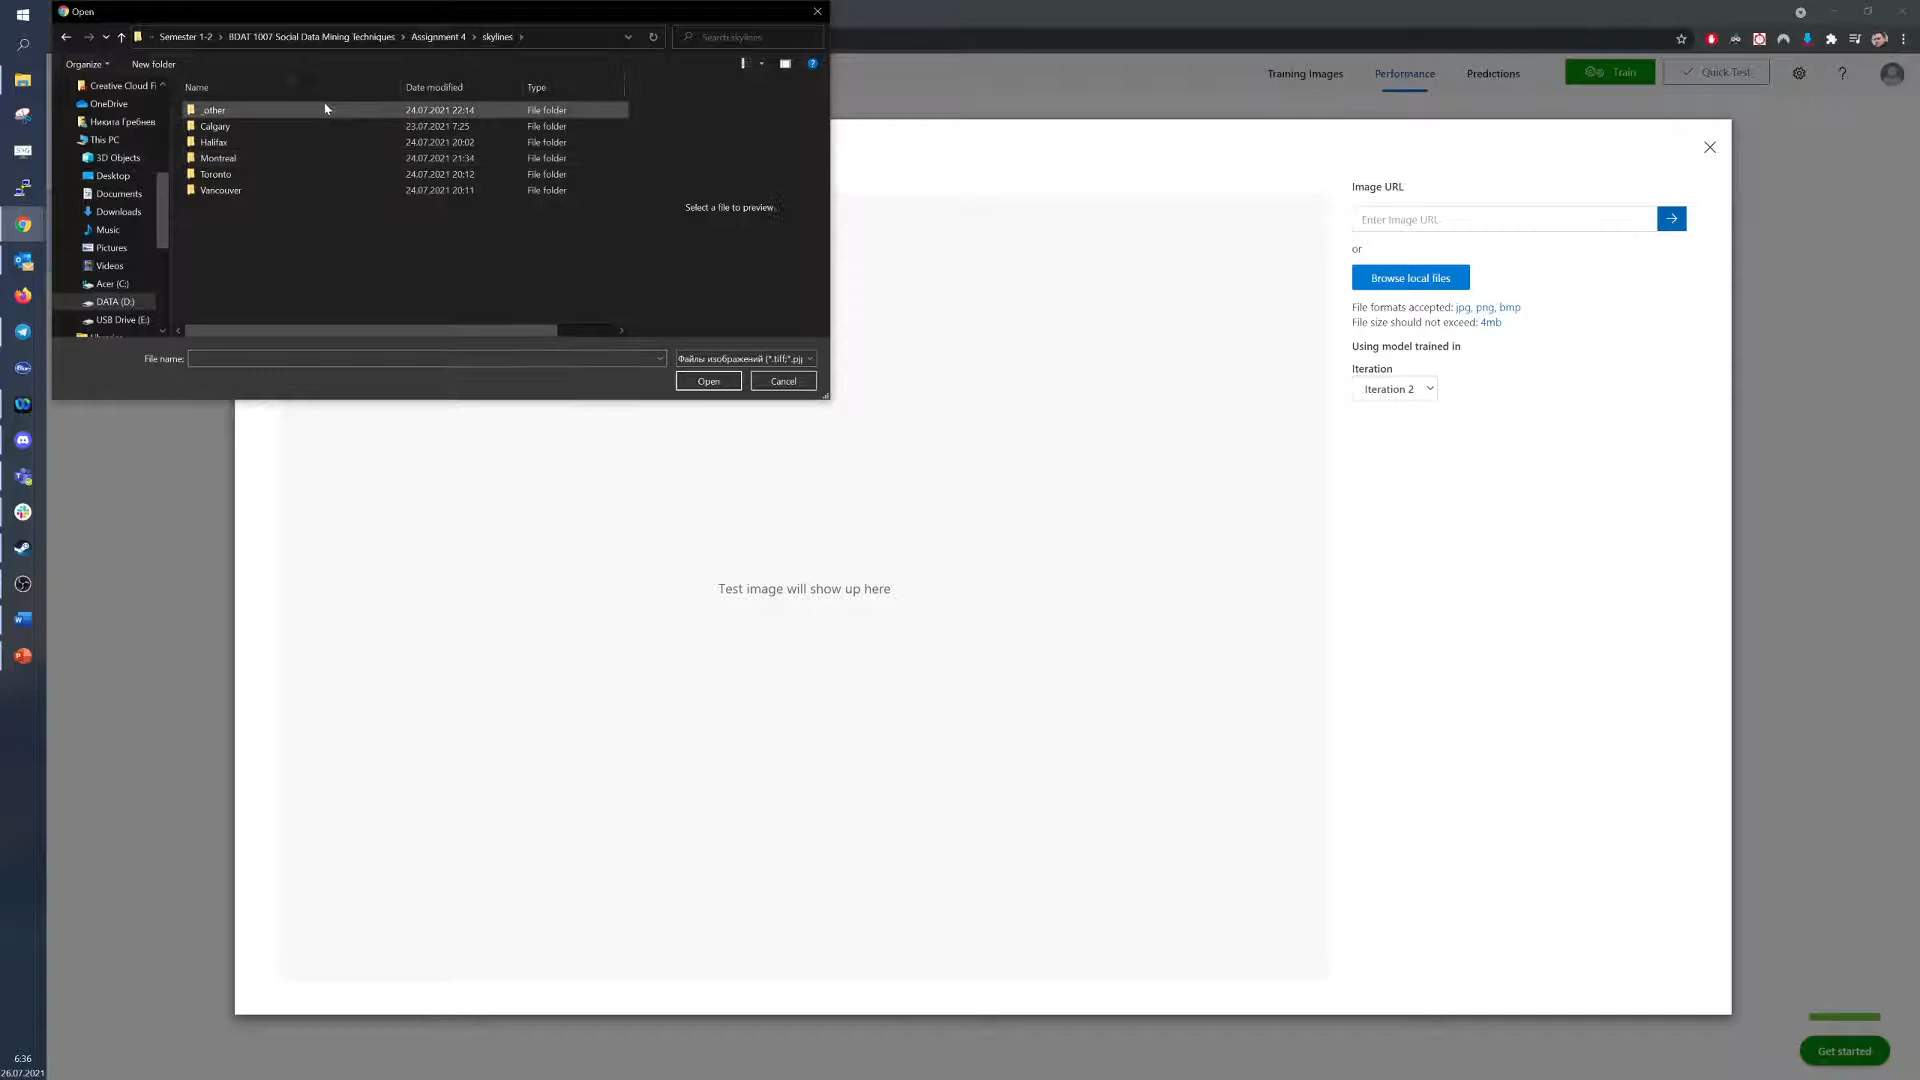 Open
Semester 1-2 > BDAT 1007 Social Data Mining Techniques > Assignment 4 > skylines >
Search skylines
Organize
New folder
Name
Date modified
Type
Creative Cloud Fi
OneDrive
Никита Гребнев
This PC
3D Objects
Desktop
Documents
Downloads
Music
Pictures
Videos
Acer (C:)
DATA (D:)
USB Drive (E:)
_other 24.07.2021 22:14 File folder
Calgary 23.07.2021 7:25 File folder
Halifax 24.07.2021 20:02 File folder
Montreal 24.07.2021 21:34 File folder
Toronto 24.07.2021 20:12 File folder
Vancouver 24.07.2021 20:11 File folder
Select a file to preview.
File name:
Файлы изображений (*.tiff;*.pjj
Open
Cancel
Training Images
Performance
Predictions
Train
Quick Test
Image URL
Enter Image URL
or
Browse local files
File formats accepted: jpg, png, bmp
File size should not exceed: 4mb
Using model trained in
Iteration
Iteration 2
Test image will show up here
Get started
6:36
26.07.2021